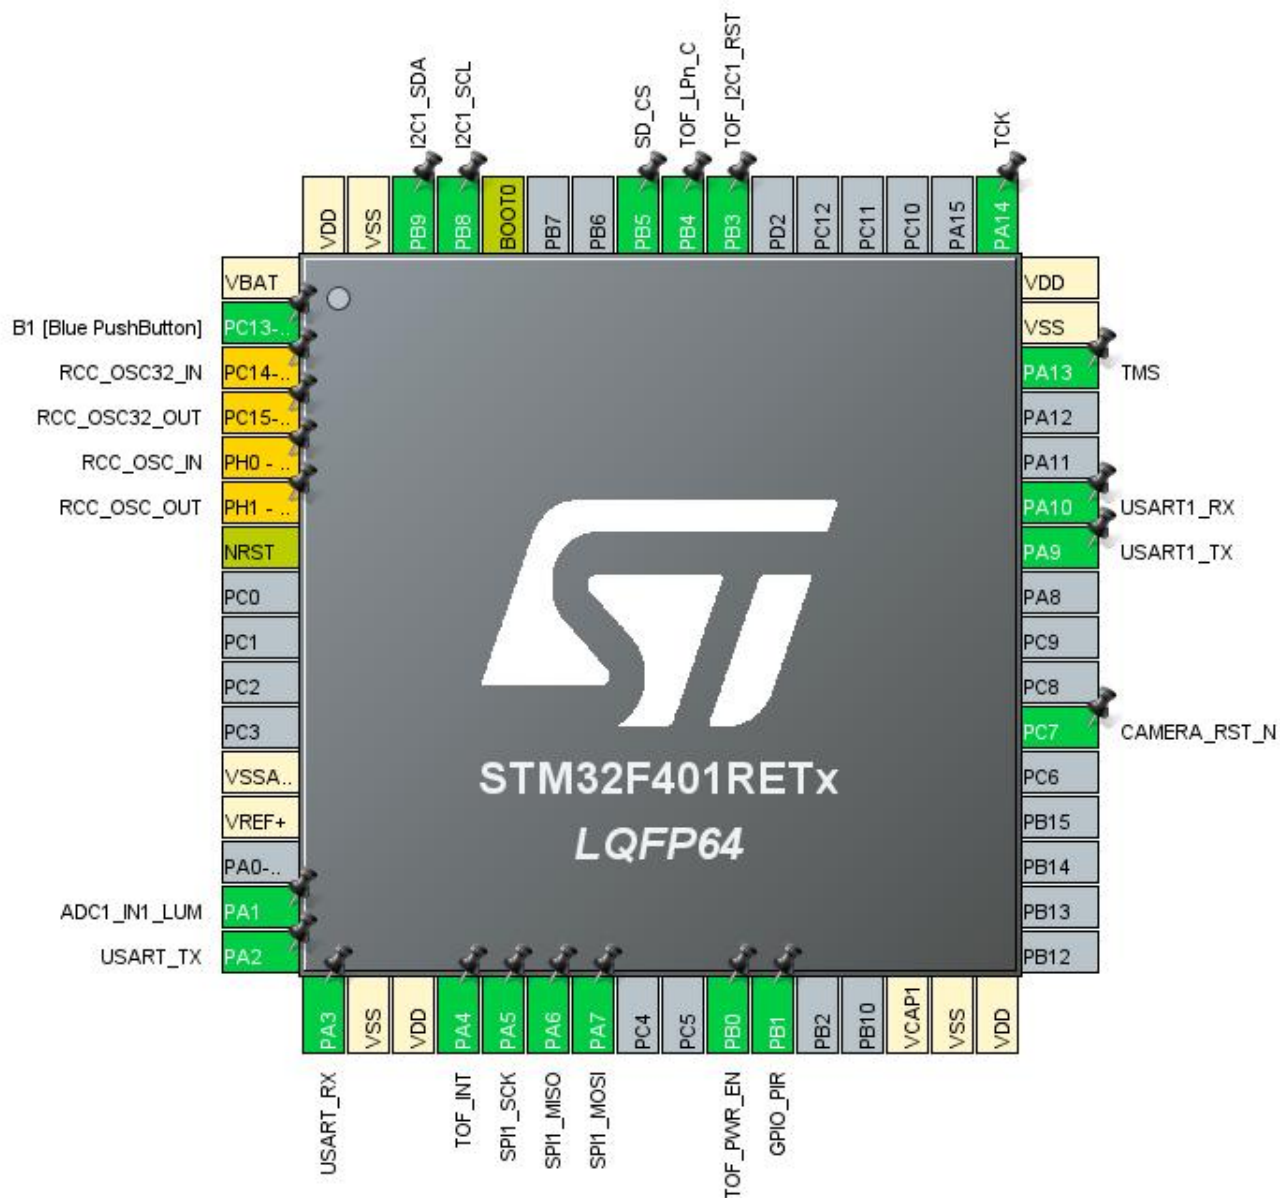 I2C1_SDA
I2C1_SCL
SD_CS
TOF_LPn_C
TOF_I2C1_RST
TCK
VDD
VSS
PB9
PB8
BOOT0
PB7
PB6
PB5
PB4
PB3
PD2
PC12
PC11
PC10
PA15
PA14
VBAT
B1 [Blue PushButton] PC13-..
RCC_OSC32_IN PC14-..
RCC_OSC32_OUT PC15-..
RCC_OSC_IN PH0 - ..
RCC_OSC_OUT PH1 - ..
NRST
PC0
PC1
PC2
PC3
VSSA..
VREF+
PA0-..
ADC1_IN1_LUM PA1
USART_TX PA2
VDD
VSS
PA13 TMS
PA12
PA11
PA10 USART1_RX
PA9 USART1_TX
PA8
PC9
PC8
PC7 CAMERA_RST_N
PC6
PB15
PB14
PB13
PB12
ST
STM32F401RETx
LQFP64
PA3
VSS
VDD
PA4
PA5
PA6
PA7
PC4
PC5
PB0
PB1
PB2
PB10
VCAP1
VSS
VDD
USART_RX
TOF_INT
SPI1_SCK
SPI1_MISO
SPI1_MOSI
TOF_PWR_EN
GPIO_PIR